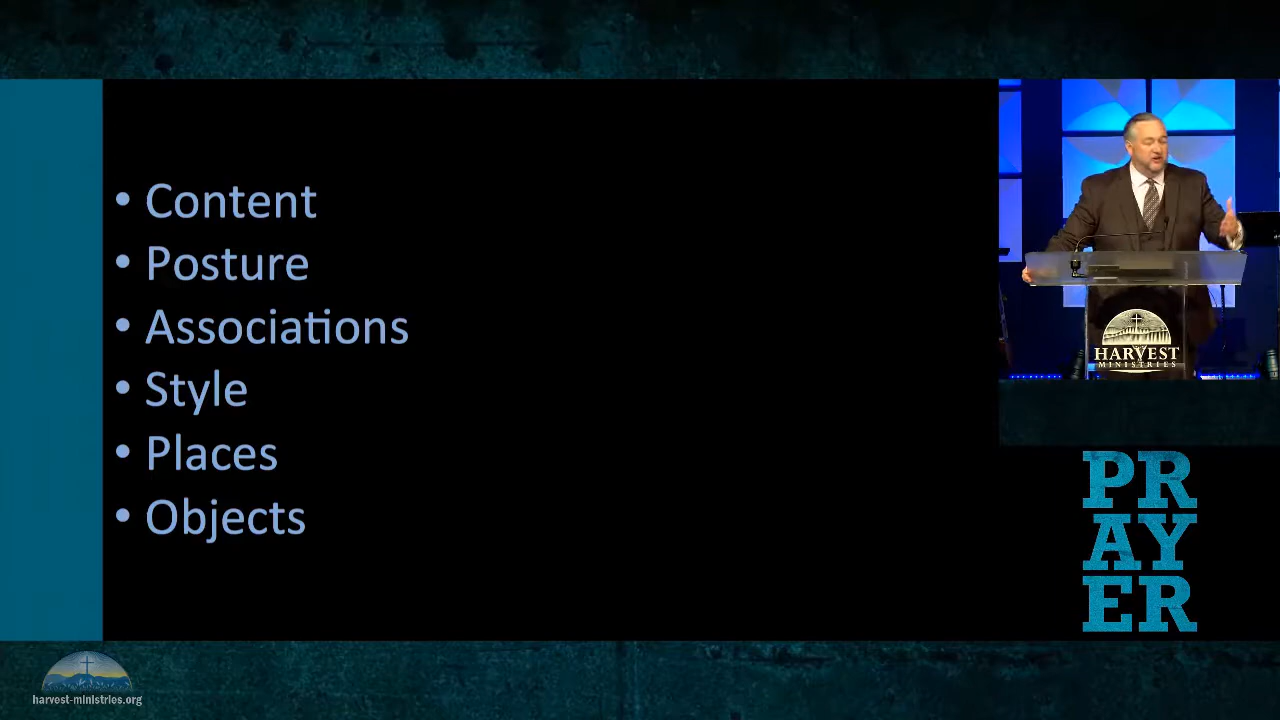 • Content
• Posture
• Associations
• Style
• Places
• Objects
HARVEST
MINISTRIES
PR
AY
ER
harvest-ministries.org